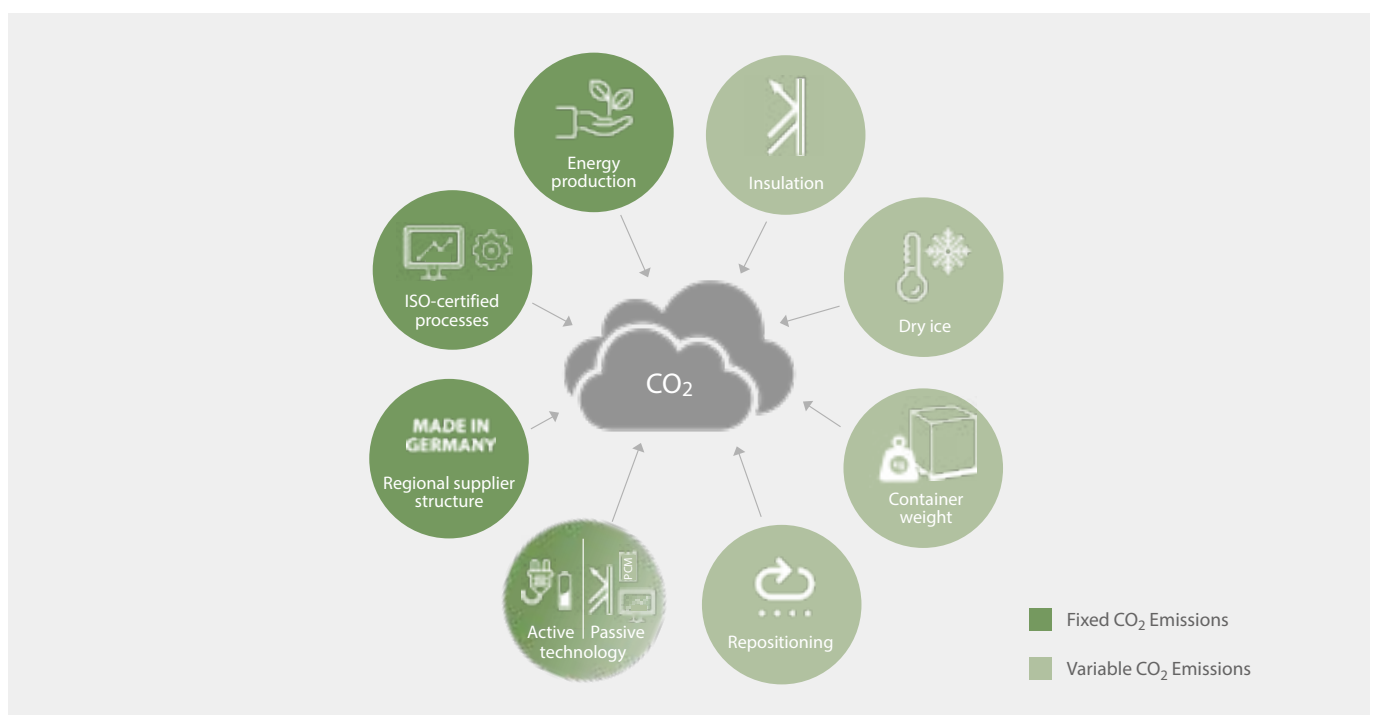 Energy
production
Insulation
ISO-certified
processes
Dry ice
CO₂
MADE IN
GERMANY
Regional supplier
structure
Container
weight
PCM
Active
Passive
technology
Repositioning
Fixed CO₂ Emissions
Variable CO₂ Emissions